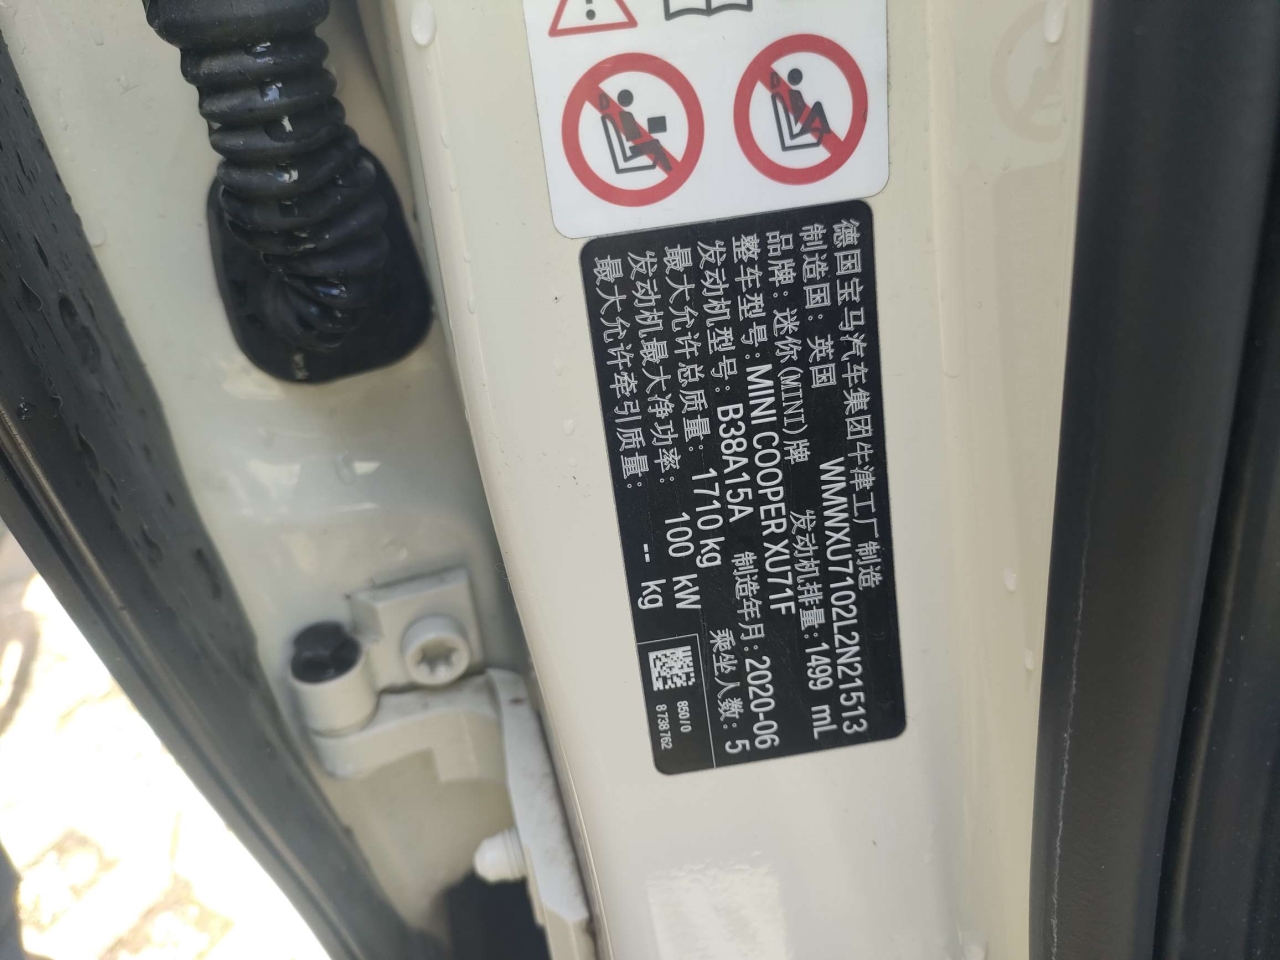 德国宝马汽车集团牛津工厂制造
制造国：英国 WMWXU7102L2N21513
品牌：迷你(MINI)牌 发动机排量：1499 mL
整车型号：MINI COOPER XU71F
发动机型号：B38A15A 制造年月：2020-06
最大允许总质量：1710 kg 乘坐人数：5
发动机最大净功率：100 kW
最大允许牵引质量：-- kg
850/0
8 738 762